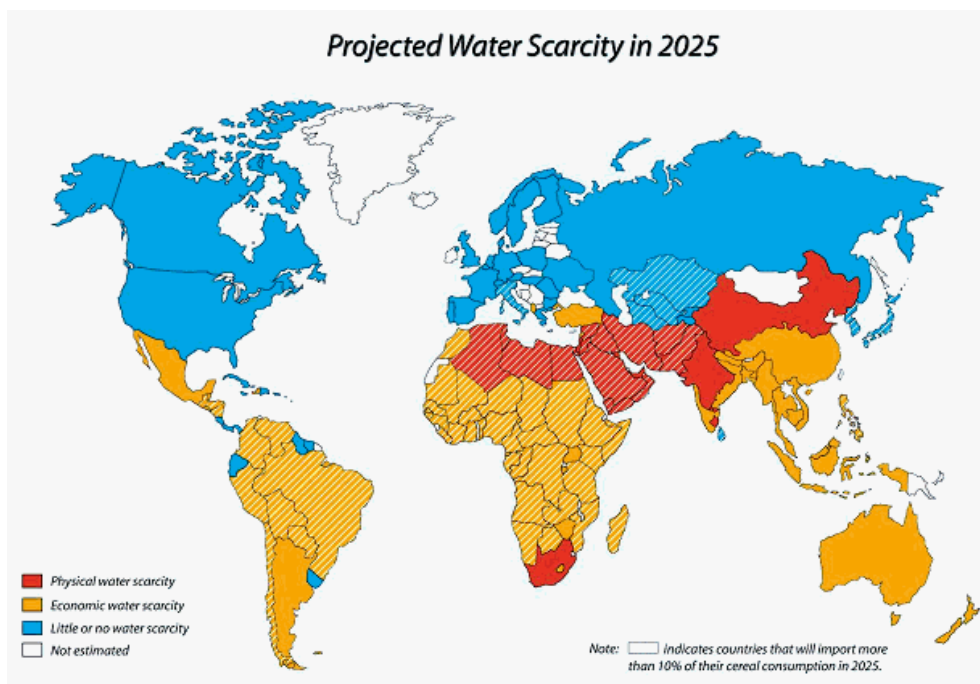 Projected Water Scarcity in 2025
Physical water scarcity
Economic water scarcity
Little or no water scarcity
Not estimated
Note: indicates countries that will import more
than 10% of their cereal consumption in 2025.